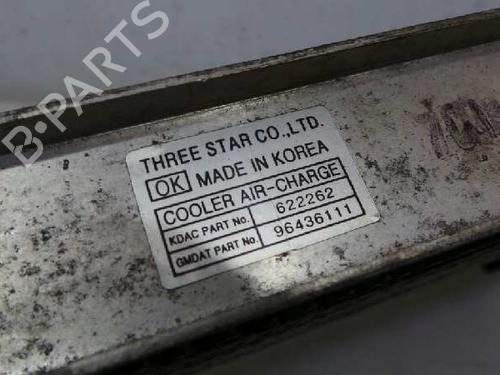 B-PARTS
THREE STAR CO.,LTD.
OK MADE IN KOREA
COOLER AIR-CHARGE
KDAC PART No. 622262
GMDAT PART No. 96436111